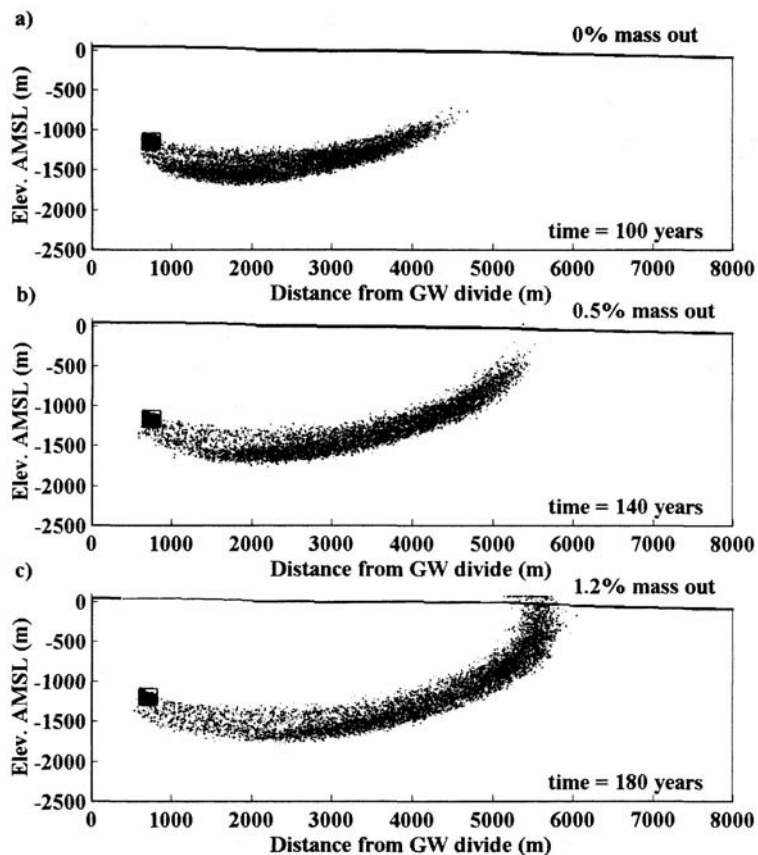 a)
0% mass out
Elev. AMSL (m)
0
-500
-1000
-1500
-2000
-2500
time = 100 years
0 1000 2000 3000 4000 5000 6000 7000 8000
Distance from GW divide (m)
b)
0.5% mass out
Elev. AMSL (m)
0
-500
-1000
-1500
-2000
-2500
time = 140 years
0 1000 2000 3000 4000 5000 6000 7000 8000
Distance from GW divide (m)
c)
1.2% mass out
Elev. AMSL (m)
0
-500
-1000
-1500
-2000
-2500
time = 180 years
0 1000 2000 3000 4000 5000 6000 7000 8000
Distance from GW divide (m)